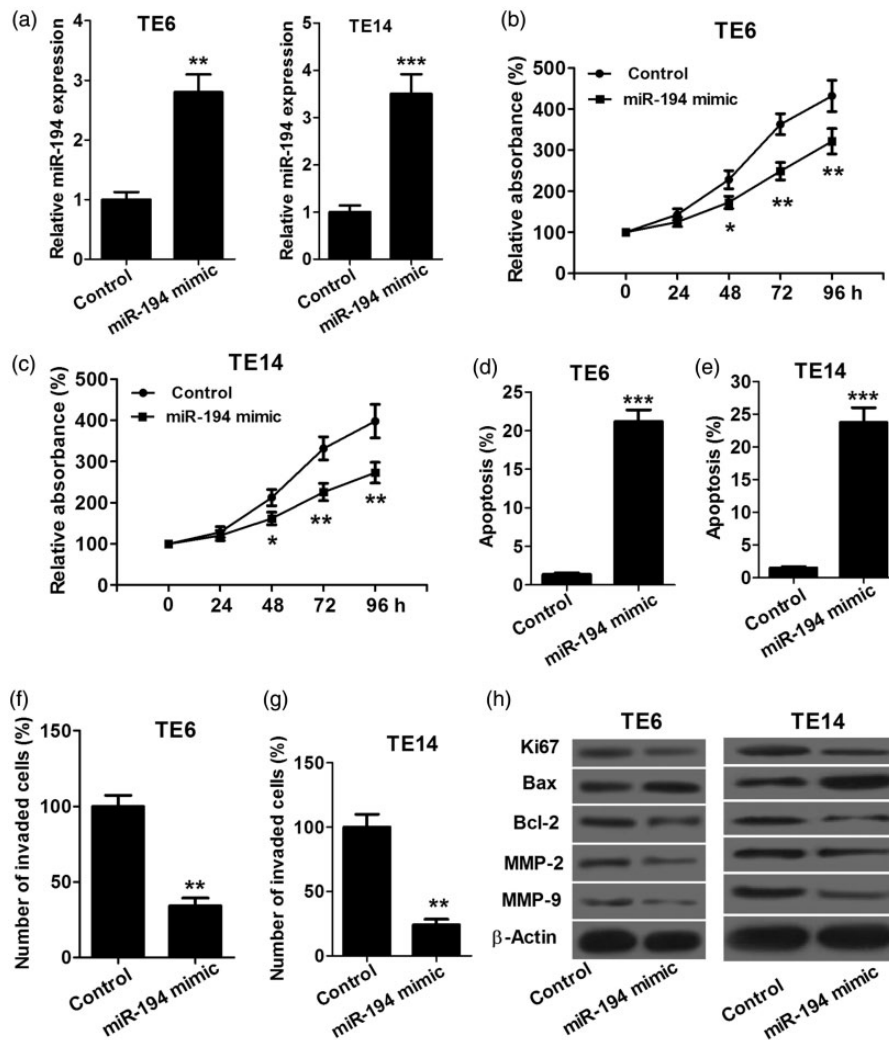 (a)
TE6
Relative miR-194 expression
4
3
2
1
0
**
Control
miR-194 mimic
TE14
Relative miR-194 expression
5
4
3
2
1
0
***
Control
miR-194 mimic
(b)
TE6
Relative absorbance (%)
500
400
300
200
100
0
Control
miR-194 mimic
*
**
**
0 24 48 72 96 h
(c)
TE14
Relative absorbance (%)
500
400
300
200
100
0
Control
miR-194 mimic
*
**
**
0 24 48 72 96 h
(d)
TE6
Apoptosis (%)
25
20
15
10
5
0
***
Control
miR-194 mimic
(e)
TE14
Apoptosis (%)
30
25
20
15
10
5
0
***
Control
miR-194 mimic
(f)
TE6
Number of invaded cells (%)
150
100
50
0
**
Control
miR-194 mimic
(g)
TE14
Number of invaded cells (%)
150
100
50
0
**
Control
miR-194 mimic
(h)
TE6 TE14
Ki67
Bax
Bcl-2
MMP-2
MMP-9
β-Actin
Control
miR-194 mimic
Control
miR-194 mimic